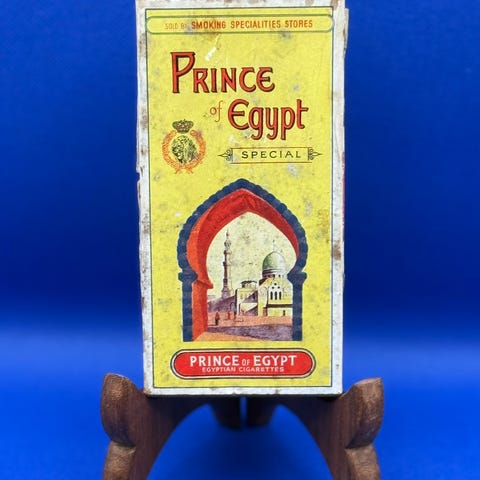 SOLD BY SMOKING SPECIALITIES STORES
PRINCE
of Egypt
SPECIAL
PRINCE OF EGYPT
EGYPTIAN CIGARETTES